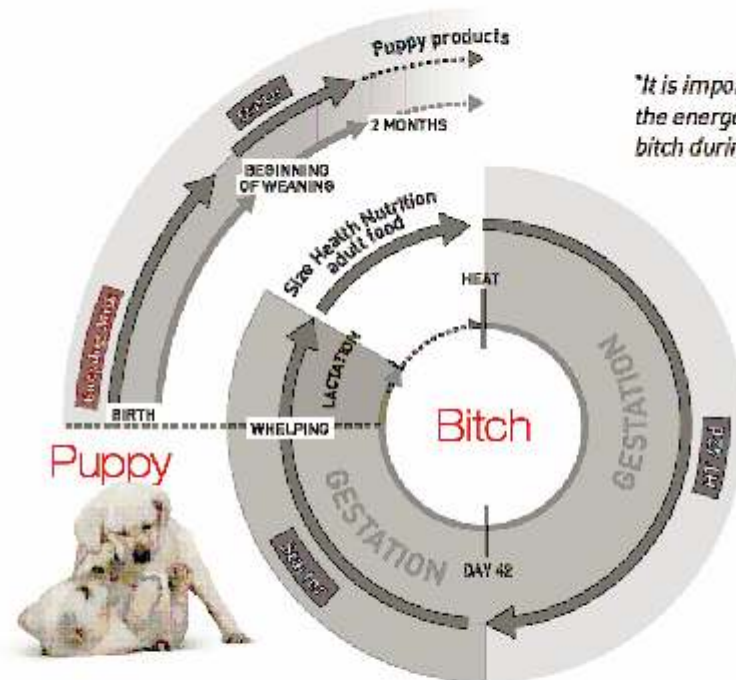 Puppy products
2 MONTHS
BEGINNING
OF WEANING
"It is impor
the energe
bitch durin
Size Health Nutrition
adult food
HEAT
LACTATION
BIRTH
WHELPING
Puppy
Bitch
GESTATION
GESTATION
DAY 42
Starter